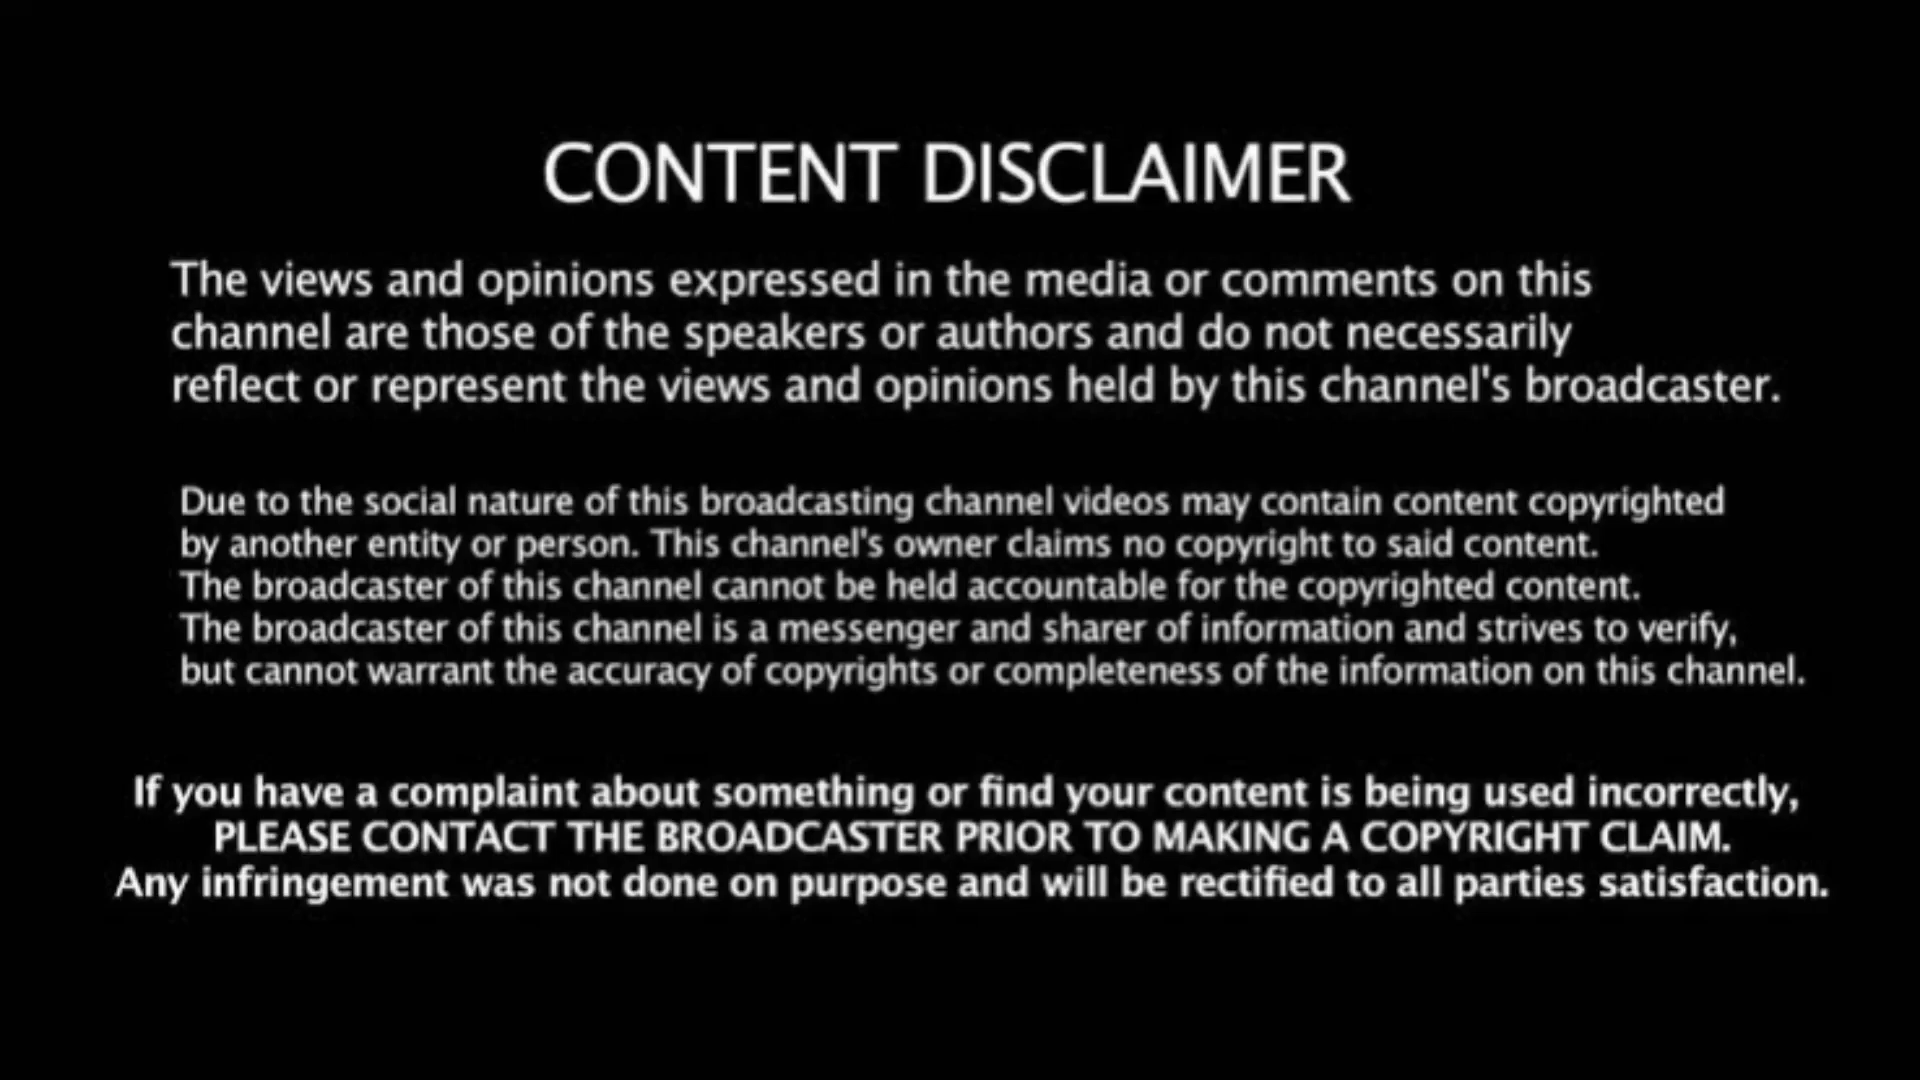 CONTENT DISCLAIMER
The views and opinions expressed in the media or comments on this
channel are those of the speakers or authors and do not necessarily
reflect or represent the views and opinions held by this channel's broadcaster.
Due to the social nature of this broadcasting channel videos may contain content copyrighted
by another entity or person. This channel's owner claims no copyright to said content.
The broadcaster of this channel cannot be held accountable for the copyrighted content.
The broadcaster of this channel is a messenger and sharer of information and strives to verify,
but cannot warrant the accuracy of copyrights or completeness of the information on this channel.
If you have a complaint about something or find your content is being used incorrectly,
PLEASE CONTACT THE BROADCASTER PRIOR TO MAKING A COPYRIGHT CLAIM.
Any infringement was not done on purpose and will be rectified to all parties satisfaction.